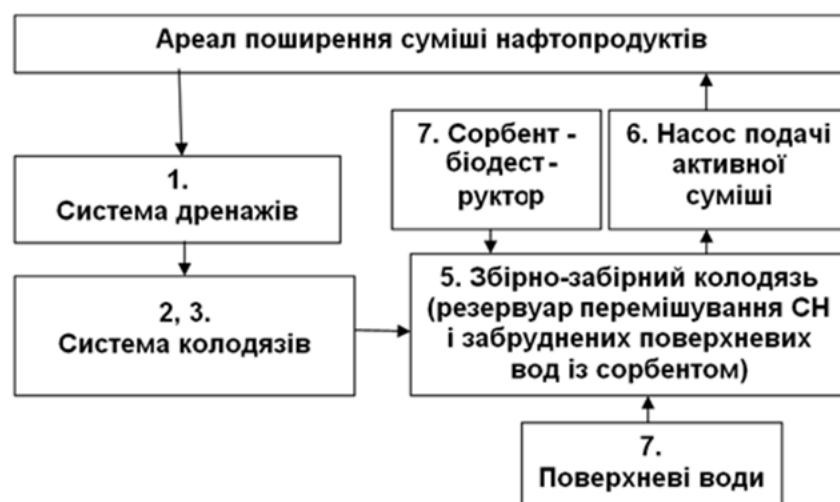 Ареал поширення суміші нафтопродуктів
7. Сорбент -
біодест -
руктор
6. Насос подачі
активної
суміші
1.
Система дренажів
2, 3.
Система колодязів
5. Збірно-забірний колодязь
(резервуар перемішування СН
і забруднених поверхневих
вод із сорбентом)
7.
Поверхневі води